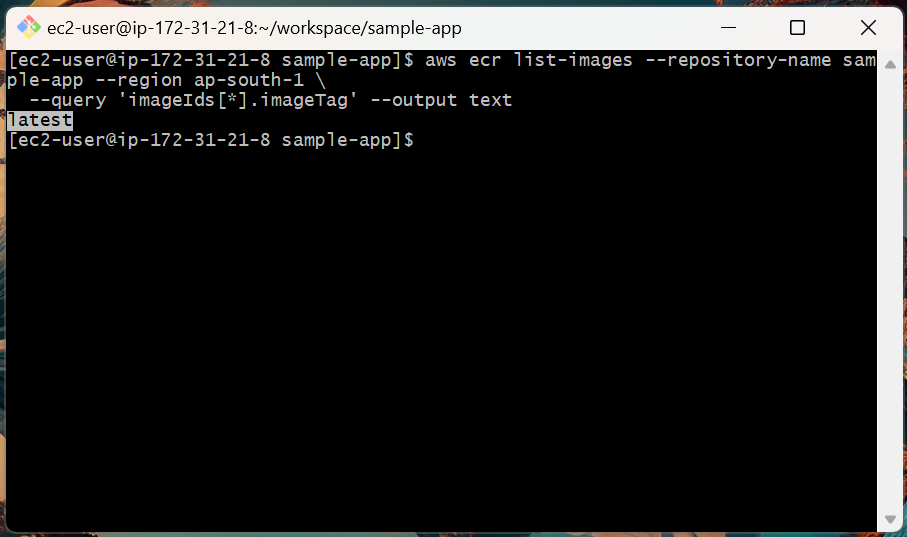 ec2-user@ip-172-31-21-8:~/workspace/sample-app
[ec2-user@ip-172-31-21-8 sample-app]$ aws ecr list-images --repository-name sam
ple-app --region ap-south-1 \
  --query 'imageIds[*].imageTag' --output text
latest
[ec2-user@ip-172-31-21-8 sample-app]$